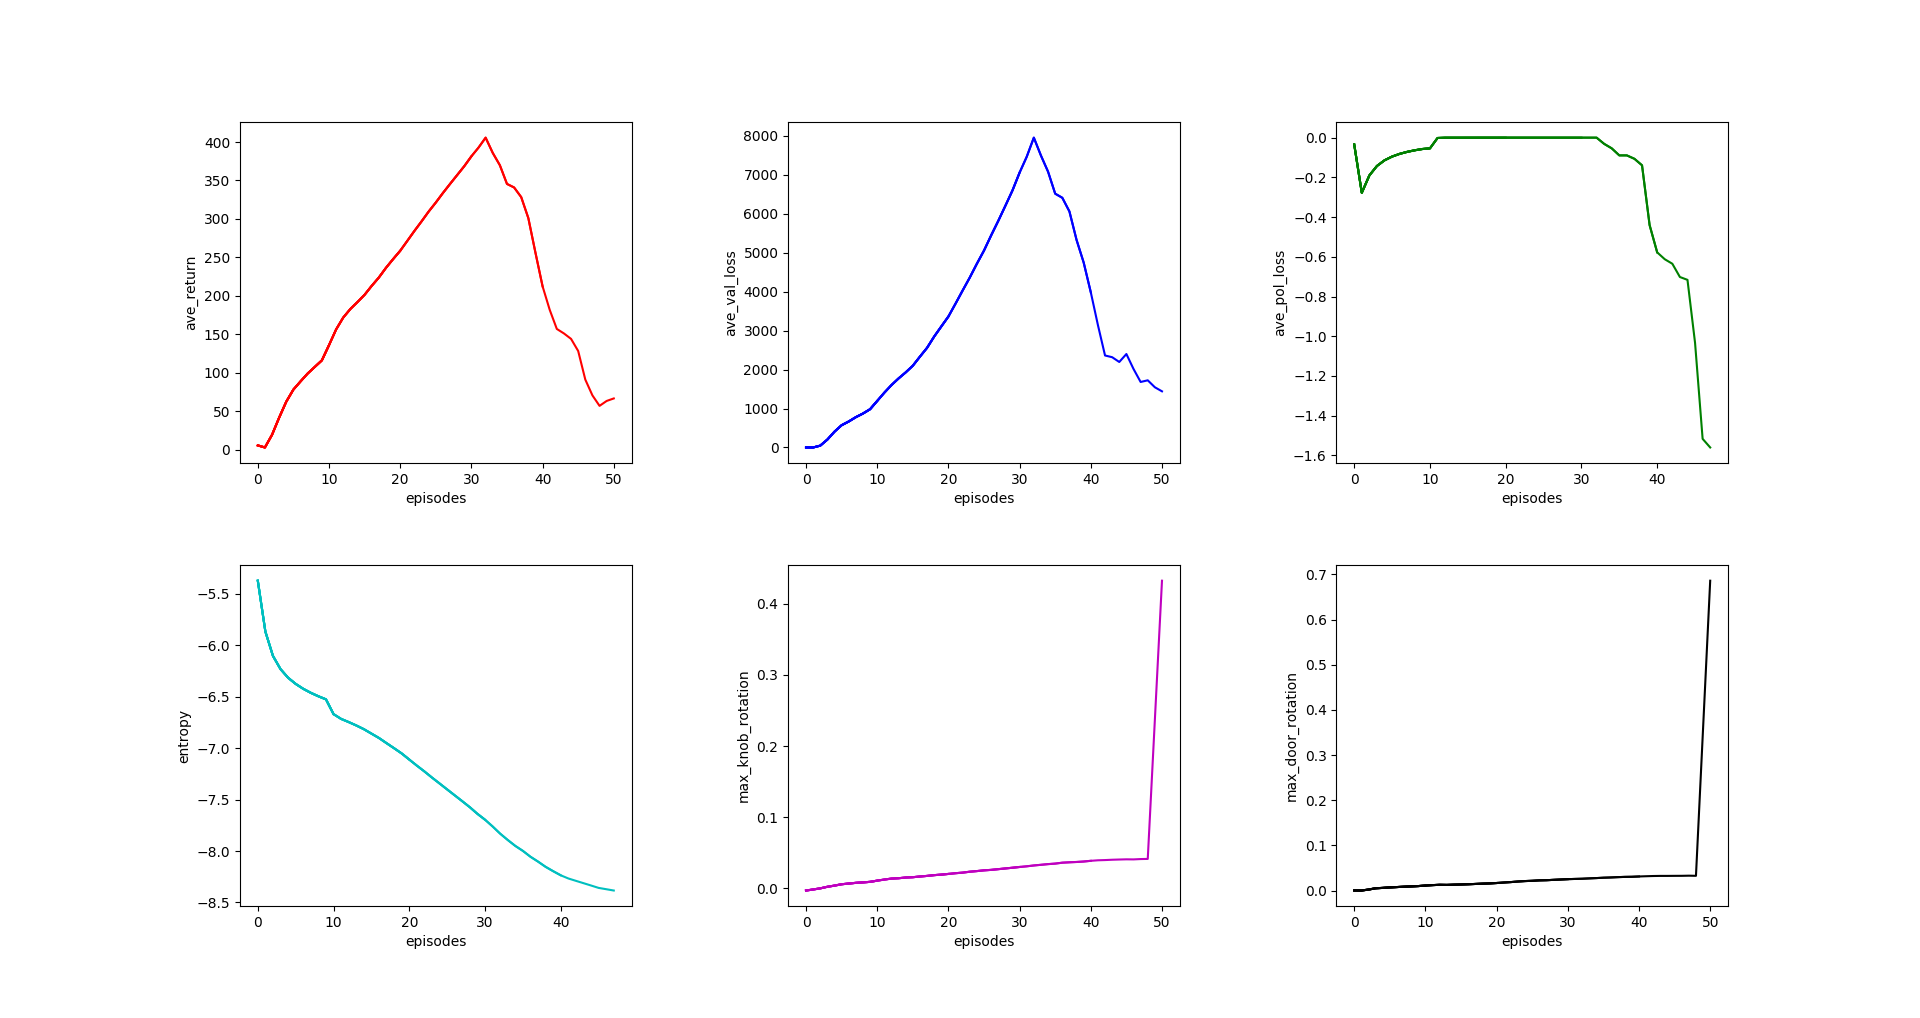 400
350
300
250
200
150
100
50
0
ave_return
0 10 20 30 40 50
episodes
8000
7000
6000
5000
4000
3000
2000
1000
0
ave_val_loss
0 10 20 30 40 50
episodes
0.0
−0.2
−0.4
−0.6
−0.8
−1.0
−1.2
−1.4
−1.6
ave_pol_loss
0 10 20 30 40
episodes
−5.5
−6.0
−6.5
−7.0
−7.5
−8.0
−8.5
entropy
0 10 20 30 40
episodes
0.4
0.3
0.2
0.1
0.0
max_knob_rotation
0 10 20 30 40 50
episodes
0.7
0.6
0.5
0.4
0.3
0.2
0.1
0.0
max_door_rotation
0 10 20 30 40 50
episodes